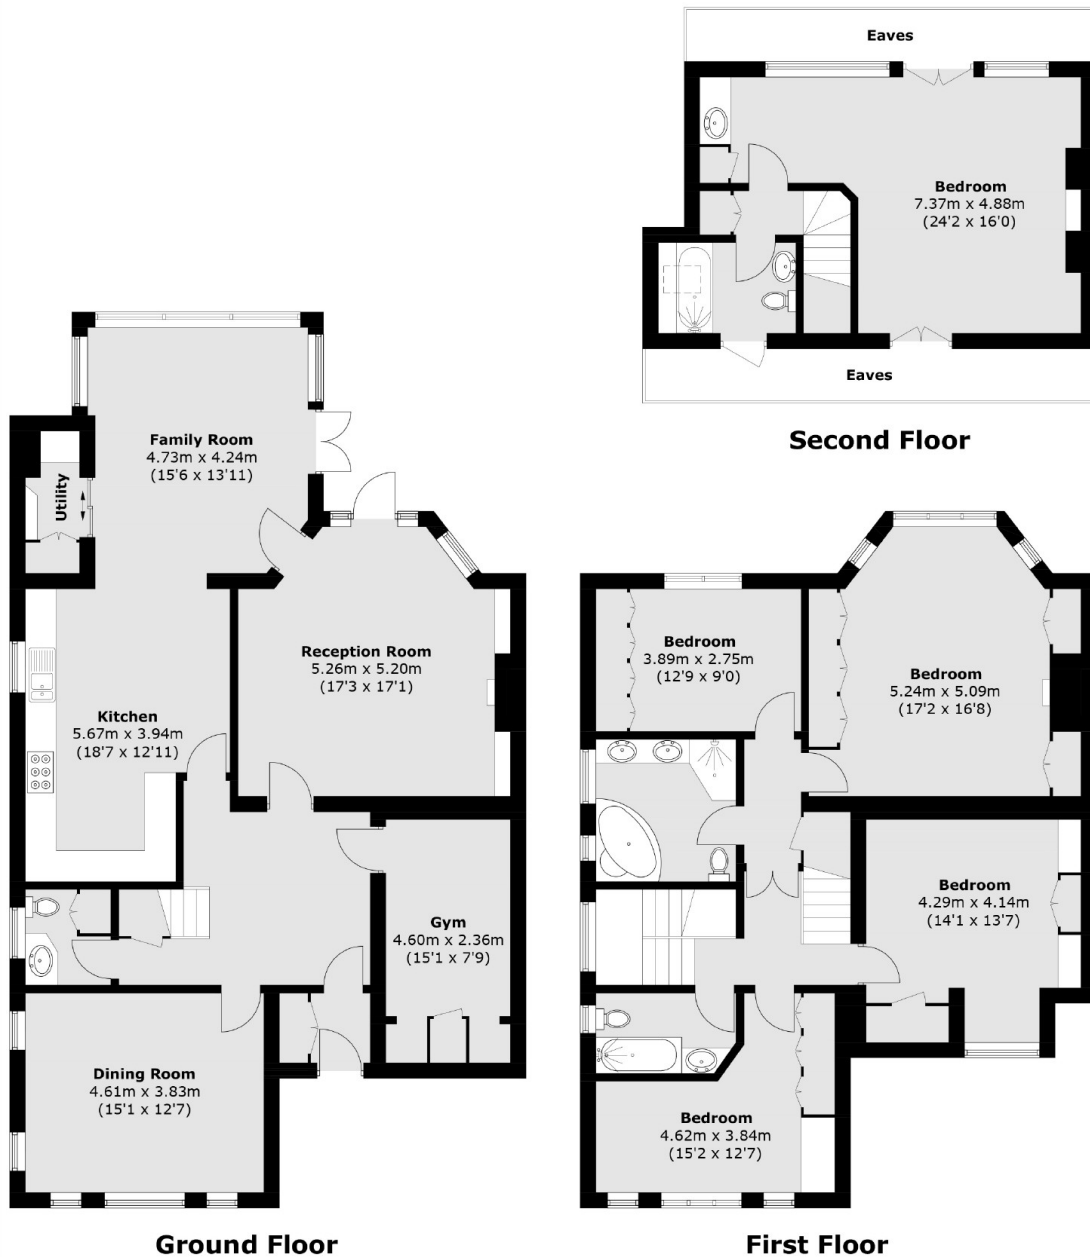 Eaves
Bedroom
7.37m x 4.88m
(24'2 x 16'0)
Eaves
Second Floor
Family Room
4.73m x 4.24m
(15'6 x 13'11)
Utility
Reception Room
5.26m x 5.20m
(17'3 x 17'1)
Kitchen
5.67m x 3.94m
(18'7 x 12'11)
Gym
4.60m x 2.36m
(15'1 x 7'9)
Dining Room
4.61m x 3.83m
(15'1 x 12'7)
Ground Floor
Bedroom
3.89m x 2.75m
(12'9 x 9'0)
Bedroom
5.24m x 5.09m
(17'2 x 16'8)
Bedroom
4.29m x 4.14m
(14'1 x 13'7)
Bedroom
4.62m x 3.84m
(15'2 x 12'7)
First Floor